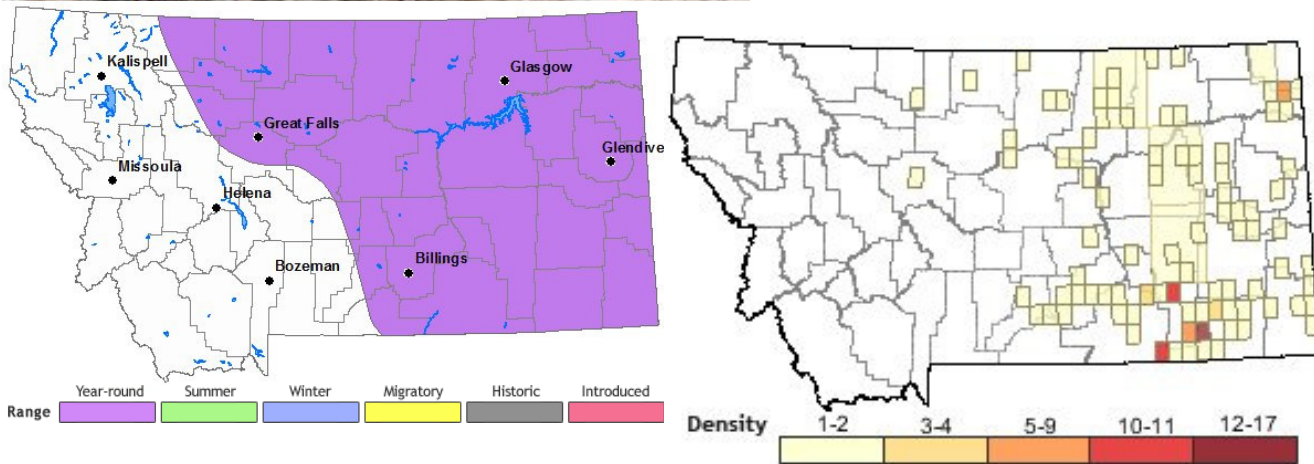 Kalispell
Glasgow
Great Falls
Glendive
Missoula
Helena
Billings
Bozeman
Year-round Summer Winter Migratory Historic Introduced
Range
Density 1-2 3-4 5-9 10-11 12-17